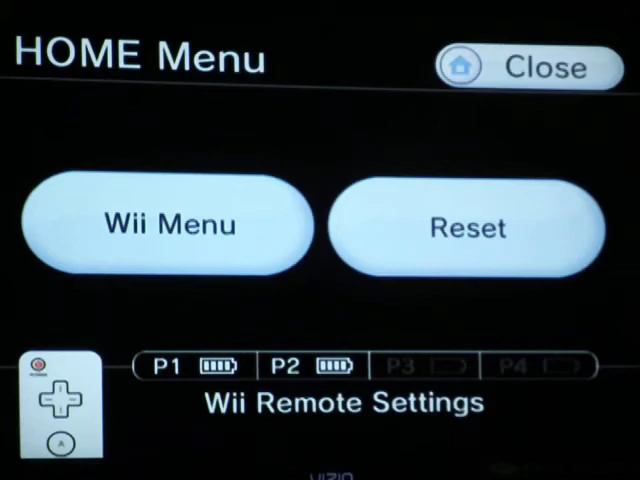 HOME Menu
Close
Wii Menu
Reset
P1 P2 P3 P4
Wii Remote Settings
A
VIZIO